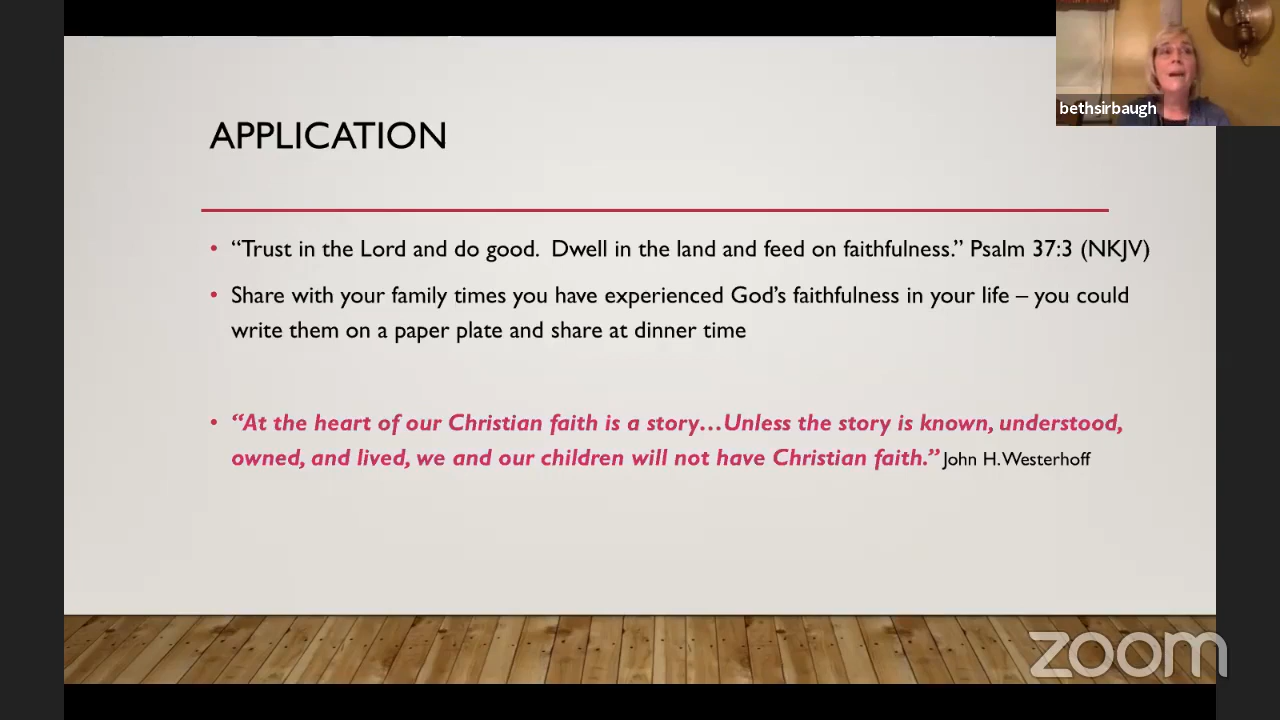 bethsirbaugh
APPLICATION
• “Trust in the Lord and do good.  Dwell in the land and feed on faithfulness.” Psalm 37:3 (NKJV)
• Share with your family times you have experienced God’s faithfulness in your life – you could
write them on a paper plate and share at dinner time
• “At the heart of our Christian faith is a story…Unless the story is known, understood,
owned, and lived, we and our children will not have Christian faith.” John H. Westerhoff
zoom